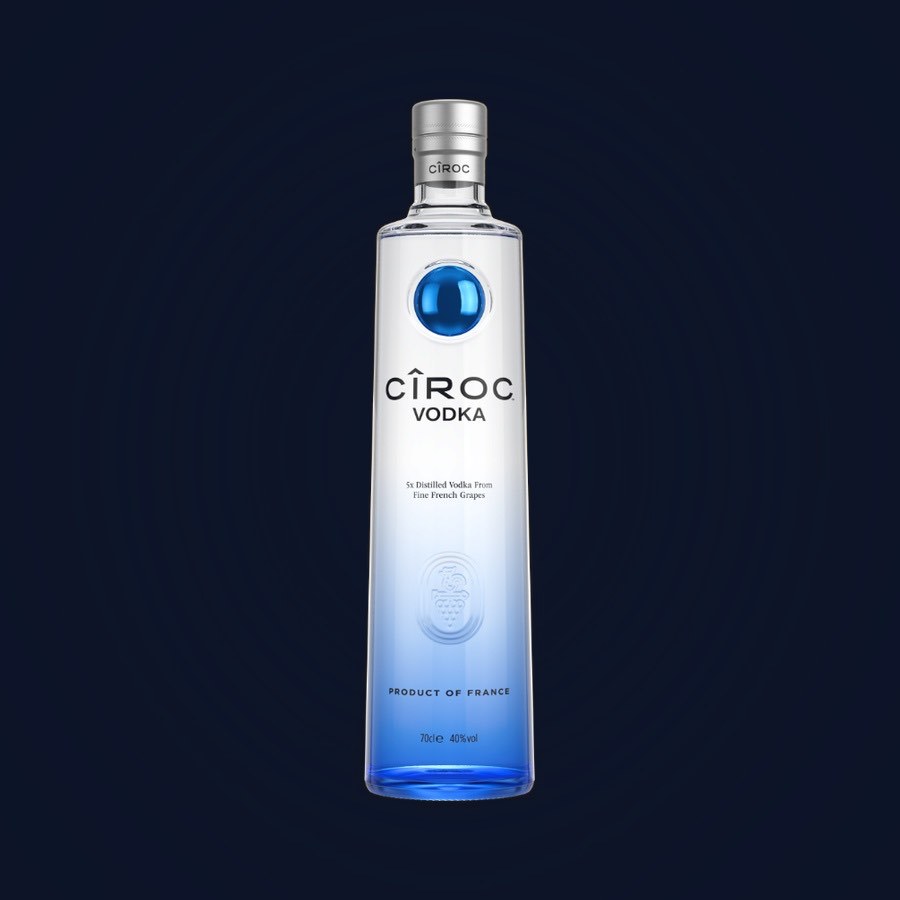 CÎROC
CÎROC
VODKA
5x Distilled Vodka From
Fine French Grapes
PRODUCT OF FRANCE
70cl℮ 40%vol